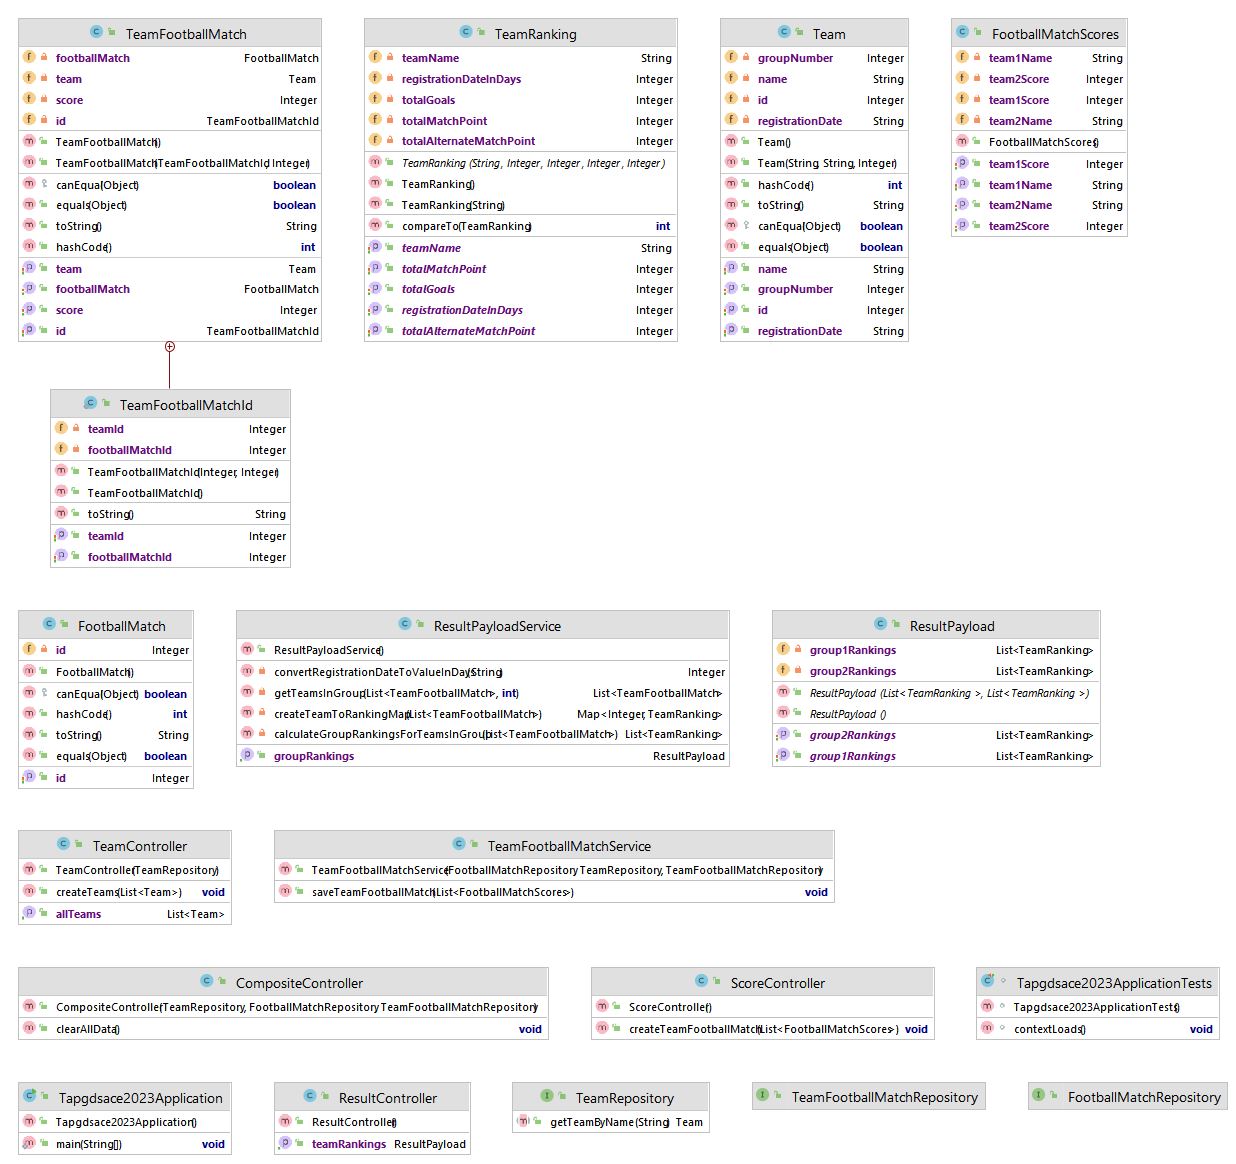 TeamFootballMatch
footballMatch FootballMatch
team Team
score Integer
id TeamFootballMatchId
TeamFootballMatch()
TeamFootballMatch(TeamFootballMatchId, Integer)
canEqual(Object) boolean
equals(Object) boolean
toString() String
hashCode() int
team Team
footballMatch FootballMatch
score Integer
id TeamFootballMatchId
TeamRanking
teamName String
registrationDateInDays Integer
totalGoals Integer
totalMatchPoint Integer
totalAlternateMatchPoint Integer
TeamRanking (String, Integer, Integer, Integer, Integer)
TeamRanking()
TeamRanking(String)
compareTo(TeamRanking) int
teamName String
totalMatchPoint Integer
totalGoals Integer
registrationDateInDays Integer
totalAlternateMatchPoint Integer
Team
groupNumber Integer
name String
id Integer
registrationDate String
Team()
Team(String, String, Integer)
hashCode() int
toString() String
canEqual(Object) boolean
equals(Object) boolean
name String
groupNumber Integer
id Integer
registrationDate String
FootballMatchScores
team1Name String
team2Score Integer
team1Score Integer
team2Name String
FootballMatchScores()
team1Score Integer
team1Name String
team2Name String
team2Score Integer
TeamFootballMatchId
teamId Integer
footballMatchId Integer
TeamFootballMatchId(Integer, Integer)
TeamFootballMatchId()
toString() String
teamId Integer
footballMatchId Integer
FootballMatch
id Integer
FootballMatch()
canEqual(Object) boolean
hashCode() int
toString() String
equals(Object) boolean
id Integer
ResultPayloadService
ResultPayloadService()
convertRegistrationDateToValueInDays(String) Integer
getTeamsInGroup(List<TeamFootballMatch>, int) List<TeamFootballMatch>
createTeamToRankingMap(List<TeamFootballMatch>) Map<Integer, TeamRanking>
calculateGroupRankingsForTeamsInGroup(List<TeamFootballMatch>) List<TeamRanking>
groupRankings ResultPayload
ResultPayload
group1Rankings List<TeamRanking>
group2Rankings List<TeamRanking>
ResultPayload (List<TeamRanking >, List<TeamRanking >)
ResultPayload ()
group2Rankings List<TeamRanking>
group1Rankings List<TeamRanking>
TeamController
TeamController(TeamRepository)
createTeams(List<Team>) void
allTeams List<Team>
TeamFootballMatchService
TeamFootballMatchService(FootballMatchRepository, TeamRepository, TeamFootballMatchRepository)
saveTeamFootballMatch(List<FootballMatchScores>) void
CompositeController
CompositeController(TeamRepository, FootballMatchRepository, TeamFootballMatchRepository)
clearAllData() void
ScoreController
ScoreController()
createTeamFootballMatch(List<FootballMatchScores>) void
Tapgdsace2023ApplicationTests
Tapgdsace2023ApplicationTests()
contextLoads() void
Tapgdsace2023Application
Tapgdsace2023Application()
main(String[]) void
ResultController
ResultController()
teamRankings ResultPayload
TeamRepository
getTeamByName(String) Team
TeamFootballMatchRepository
FootballMatchRepository